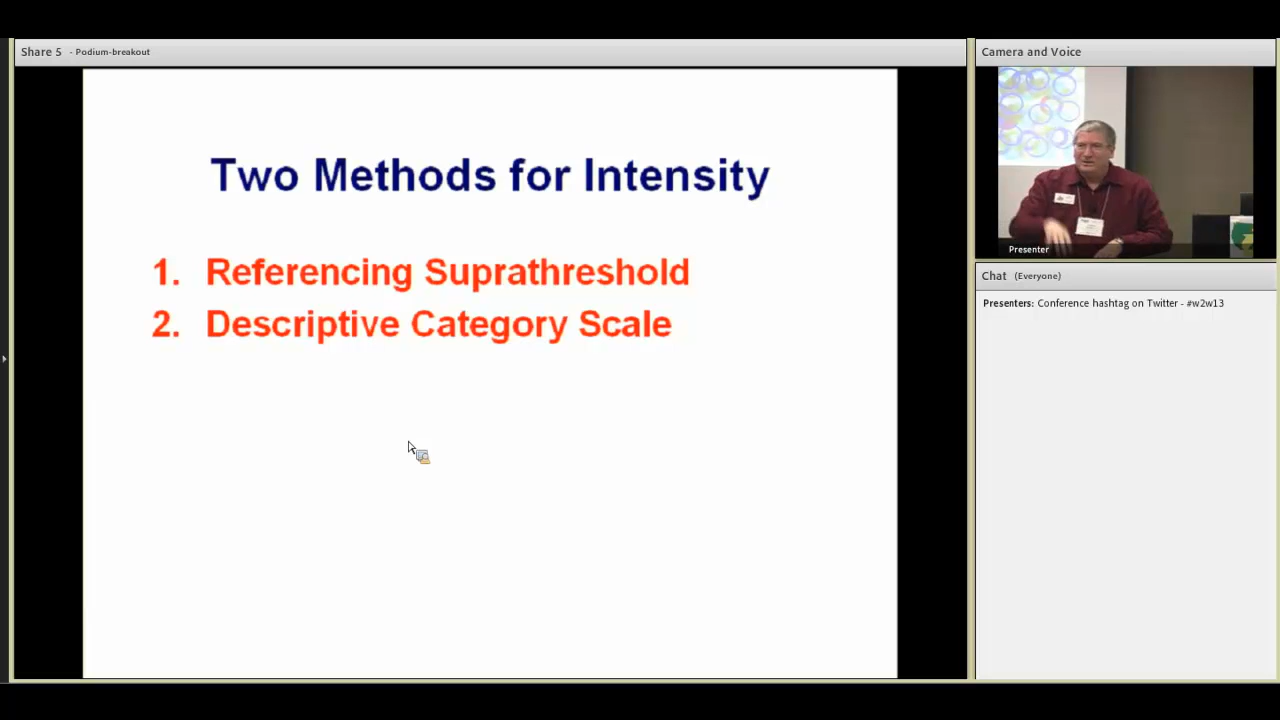 Share 5 - Podium-breakout
Two Methods for Intensity
1. Referencing Suprathreshold
2. Descriptive Category Scale
Camera and Voice
Presenter
Chat (Everyone)
Presenters: Conference hashtag on Twitter - #w2w13